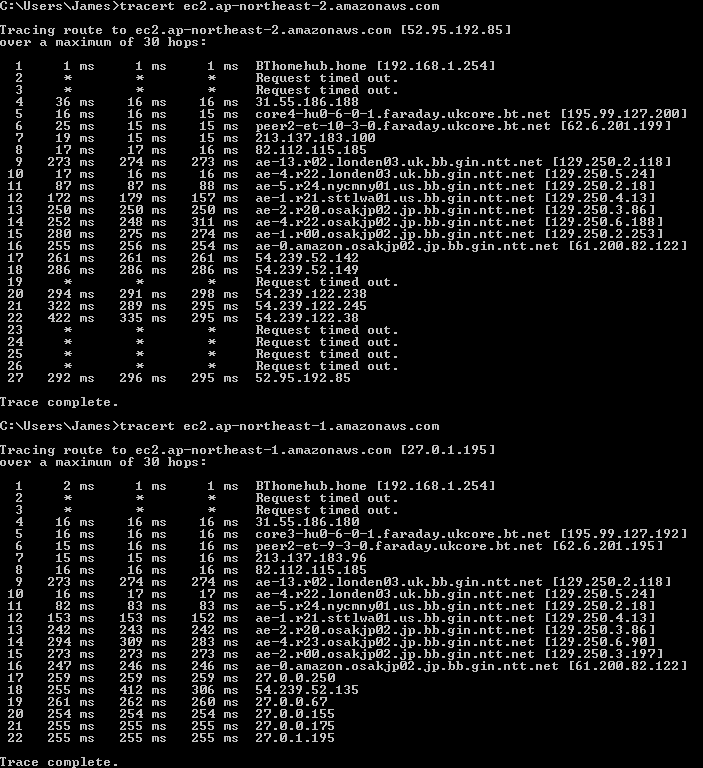 C:\Users\James>tracert ec2.ap-northeast-2.amazonaws.com
Tracing route to ec2.ap-northeast-2.amazonaws.com [52.95.192.85]
over a maximum of 30 hops:
1 1 ms 1 ms 1 ms BThomehub.home [192.168.1.254]
2 * * * Request timed out.
3 * * * Request timed out.
4 36 ms 16 ms 16 ms 31.55.186.188
5 16 ms 16 ms 15 ms core4-hu0-6-0-1.faraday.ukcore.bt.net [195.99.127.200]
6 25 ms 15 ms 15 ms peer2-et-10-3-0.faraday.ukcore.bt.net [62.6.201.199]
7 19 ms 15 ms 15 ms 213.137.183.100
8 17 ms 17 ms 16 ms 82.112.115.185
9 273 ms 274 ms 273 ms ae-13.r02.londen03.uk.bb.gin.ntt.net [129.250.2.118]
10 17 ms 16 ms 16 ms ae-4.r22.londen03.uk.bb.gin.ntt.net [129.250.5.24]
11 87 ms 87 ms 88 ms ae-5.r24.nycmny01.us.bb.gin.ntt.net [129.250.2.18]
12 172 ms 179 ms 157 ms ae-1.r21.sttlwa01.us.bb.gin.ntt.net [129.250.4.13]
13 250 ms 250 ms 250 ms ae-2.r20.osakjp02.jp.bb.gin.ntt.net [129.250.3.86]
14 252 ms 248 ms 311 ms ae-4.r22.osakjp02.jp.bb.gin.ntt.net [129.250.6.188]
15 280 ms 275 ms 274 ms ae-1.r00.osakjp02.jp.bb.gin.ntt.net [129.250.2.253]
16 255 ms 256 ms 254 ms ae-0.amazon.osakjp02.jp.bb.gin.ntt.net [61.200.82.122]
17 261 ms 261 ms 261 ms 54.239.52.142
18 286 ms 286 ms 286 ms 54.239.52.149
19 * * * Request timed out.
20 294 ms 291 ms 298 ms 54.239.122.238
21 322 ms 289 ms 295 ms 54.239.122.245
22 422 ms 335 ms 295 ms 54.239.122.38
23 * * * Request timed out.
24 * * * Request timed out.
25 * * * Request timed out.
26 * * * Request timed out.
27 292 ms 296 ms 295 ms 52.95.192.85
Trace complete.
C:\Users\James>tracert ec2.ap-northeast-1.amazonaws.com
Tracing route to ec2.ap-northeast-1.amazonaws.com [27.0.1.195]
over a maximum of 30 hops:
1 2 ms 1 ms 1 ms BThomehub.home [192.168.1.254]
2 * * * Request timed out.
3 * * * Request timed out.
4 16 ms 16 ms 16 ms 31.55.186.180
5 16 ms 16 ms 16 ms core3-hu0-6-0-1.faraday.ukcore.bt.net [195.99.127.192]
6 15 ms 16 ms 16 ms peer2-et-9-3-0.faraday.ukcore.bt.net [62.6.201.195]
7 15 ms 15 ms 16 ms 213.137.183.96
8 16 ms 16 ms 16 ms 82.112.115.185
9 273 ms 274 ms 274 ms ae-13.r02.londen03.uk.bb.gin.ntt.net [129.250.2.118]
10 16 ms 17 ms 17 ms ae-4.r22.londen03.uk.bb.gin.ntt.net [129.250.5.24]
11 82 ms 83 ms 83 ms ae-5.r24.nycmny01.us.bb.gin.ntt.net [129.250.2.18]
12 153 ms 153 ms 152 ms ae-1.r21.sttlwa01.us.bb.gin.ntt.net [129.250.4.13]
13 242 ms 243 ms 242 ms ae-2.r20.osakjp02.jp.bb.gin.ntt.net [129.250.3.86]
14 294 ms 309 ms 283 ms ae-4.r23.osakjp02.jp.bb.gin.ntt.net [129.250.6.90]
15 273 ms 273 ms 273 ms ae-2.r00.osakjp02.jp.bb.gin.ntt.net [129.250.3.197]
16 247 ms 246 ms 246 ms ae-0.amazon.osakjp02.jp.bb.gin.ntt.net [61.200.82.122]
17 259 ms 259 ms 259 ms 27.0.0.250
18 255 ms 412 ms 306 ms 54.239.52.135
19 261 ms 262 ms 260 ms 27.0.0.67
20 254 ms 254 ms 254 ms 27.0.0.155
21 255 ms 255 ms 255 ms 27.0.0.175
22 255 ms 255 ms 255 ms 27.0.1.195
Trace complete.